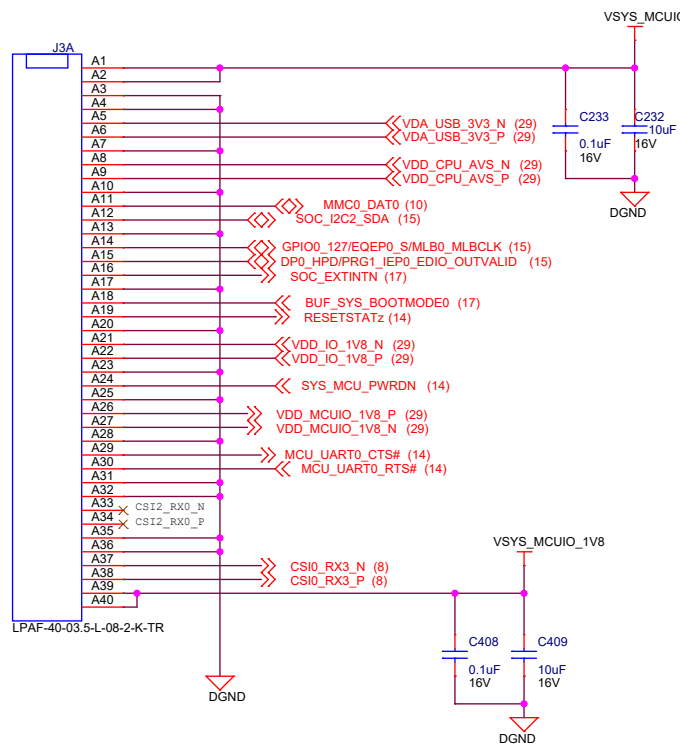 VSYS_MCUIO
J3A
A1
A2
A3
A4
A5 VDA_USB_3V3_N (29)
A6 VDA_USB_3V3_P (29)
A7
A8 VDD_CPU_AVS_N (29)
A9 VDD_CPU_AVS_P (29)
A10
A11 MMC0_DAT0 (10)
A12 SOC_I2C2_SDA (15)
A13
A14 GPIO0_127/EQEP0_S/MLB0_MLBCLK (15)
A15 DP0_HPD/PRG1_IEP0_EDIO_OUTVALID (15)
A16 SOC_EXTINTN (17)
A17
A18 BUF_SYS_BOOTMODE0 (17)
A19 RESETSTATz (14)
A20
A21 VDD_IO_1V8_N (29)
A22 VDD_IO_1V8_P (29)
A23
A24 SYS_MCU_PWRDN (14)
A25
A26 VDD_MCUIO_1V8_P (29)
A27 VDD_MCUIO_1V8_N (29)
A28
A29 MCU_UART0_CTS# (14)
A30 MCU_UART0_RTS# (14)
A31
A32
A33 CSI2_RX0_N
A34 CSI2_RX0_P
A35
A36
A37 CSI0_RX3_N (8)
A38 CSI0_RX3_P (8)
A39
A40
LPAF-40-03.5-L-08-2-K-TR
C233
0.1uF
16V
C232
10uF
16V
DGND
VSYS_MCUIO_1V8
C408
0.1uF
16V
C409
10uF
16V
DGND
DGND